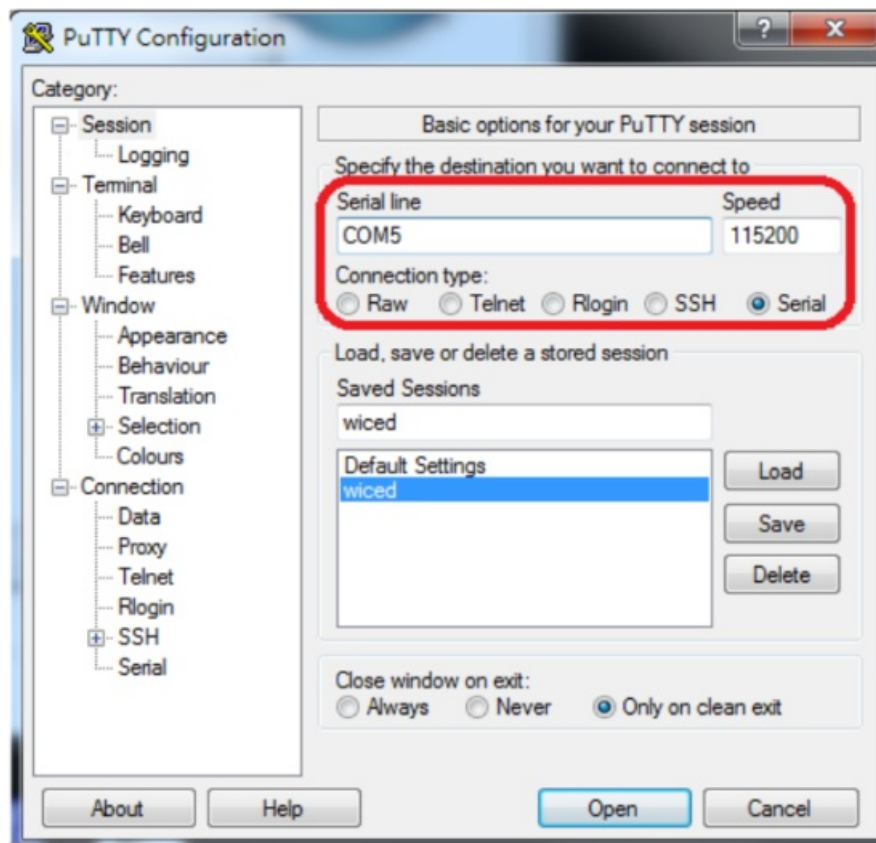 PuTTY Configuration
Category:
Session
Logging
Terminal
Keyboard
Bell
Features
Window
Appearance
Behaviour
Translation
Selection
Colours
Connection
Data
Proxy
Telnet
Rlogin
SSH
Serial
Basic options for your PuTTY session
Specify the destination you want to connect to
Serial line Speed
COM5 115200
Connection type:
Raw Telnet Rlogin SSH Serial
Load, save or delete a stored session
Saved Sessions
wiced
Default Settings
wiced
Load
Save
Delete
Close window on exit:
Always Never Only on clean exit
About Help Open Cancel